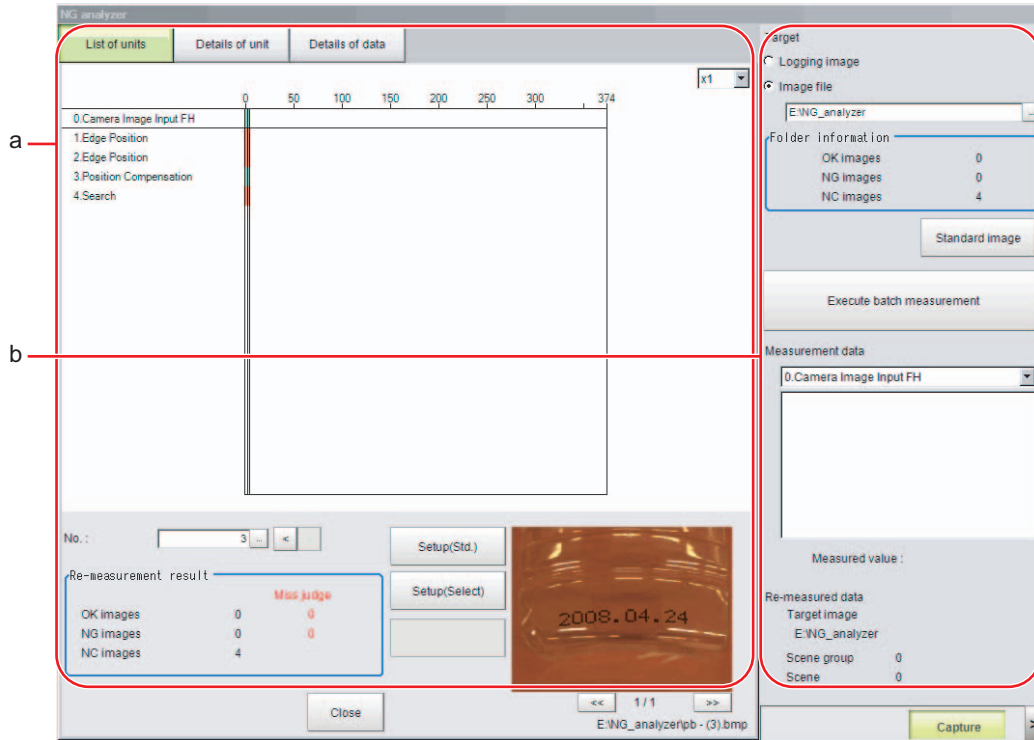 NG analyzer
List of units Details of unit Details of data
x1
0 50 100 150 200 250 300 374
0.Camera Image Input FH
1.Edge Position
2.Edge Position
3.Position Compensation
4.Search
a
b
No. : 3 ... <
Setup(Std.)
Setup(Select)
Re-measurement result
Miss judge
OK images 0 0
NG images 0 0
NC images 4
2008.04.24
<< 1 / 1 >>
E:\NG_analyzer\pb - (3).bmp
Close
Target
Logging image
Image file
E:\NG_analyzer ...
Folder information
OK images 0
NG images 0
NC images 4
Standard image
Execute batch measurement
Measurement data
0.Camera Image Input FH
Measured value :
Re-measured data
Target image
E:\NG_analyzer
Scene group 0
Scene 0
Capture >